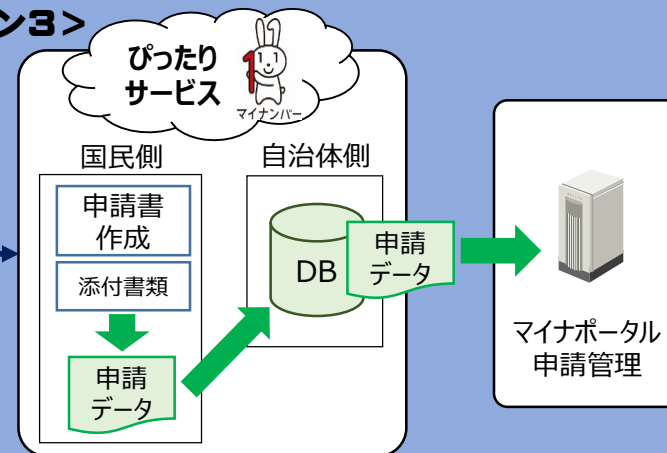 ン3>
ぴったり
サービス
マイナンバー
国民側
自治体側
申請書
作成
添付書類
申請
データ
DB
申請
データ
マイナポータル
申請管理